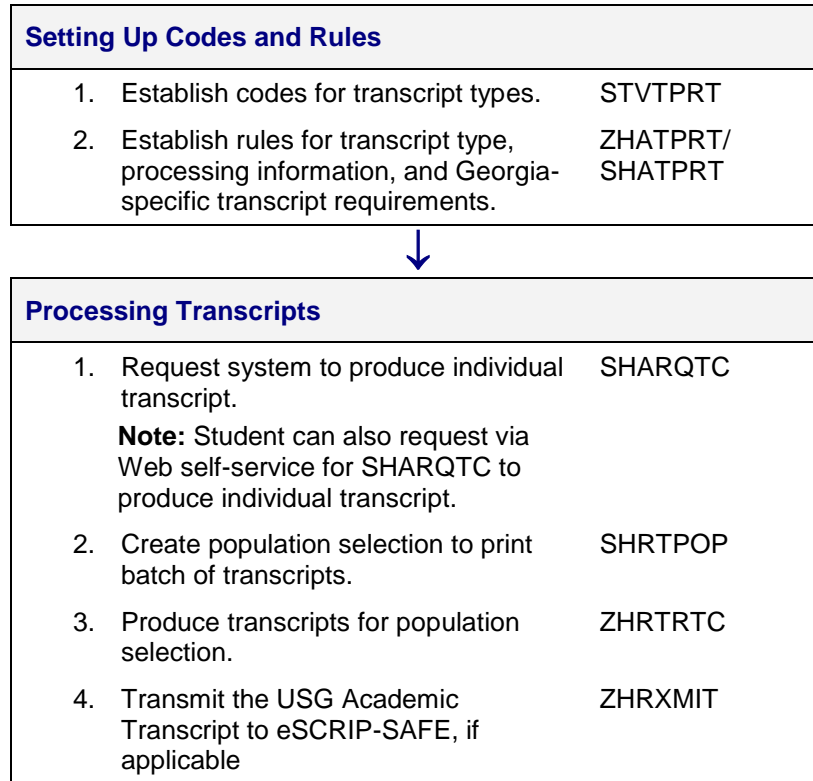 Setting Up Codes and Rules
1. Establish codes for transcript types. STVTPRT
2. Establish rules for transcript type, ZHATPRT/
processing information, and Georgia- SHATPRT
specific transcript requirements.
↓
Processing Transcripts
1. Request system to produce individual SHARQTC
transcript.
Note: Student can also request via
Web self-service for SHARQTC to
produce individual transcript.
2. Create population selection to print SHRTPOP
batch of transcripts.
3. Produce transcripts for population ZHRTRTC
selection.
4. Transmit the USG Academic ZHRXMIT
Transcript to eSCRIP-SAFE, if
applicable